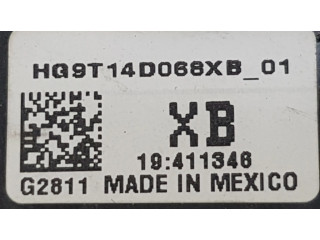 HG9T14D068XB_01
XB
19:411346
G2811 MADE IN MEXICO